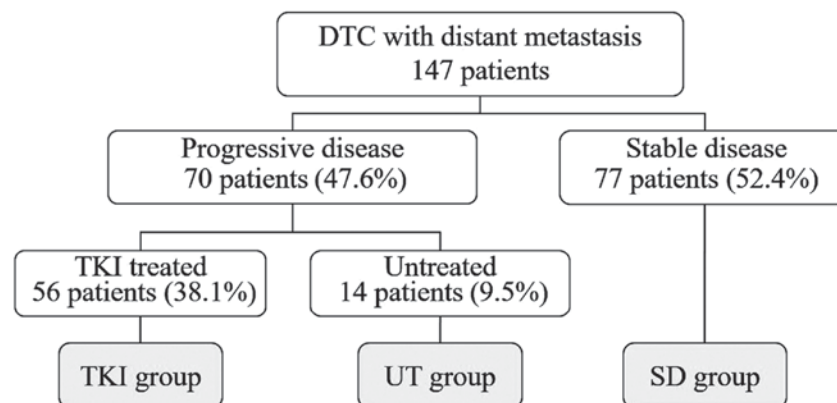 DTC with distant metastasis
147 patients
Progressive disease
70 patients (47.6%)
Stable disease
77 patients (52.4%)
TKI treated
56 patients (38.1%)
Untreated
14 patients (9.5%)
TKI group
UT group
SD group